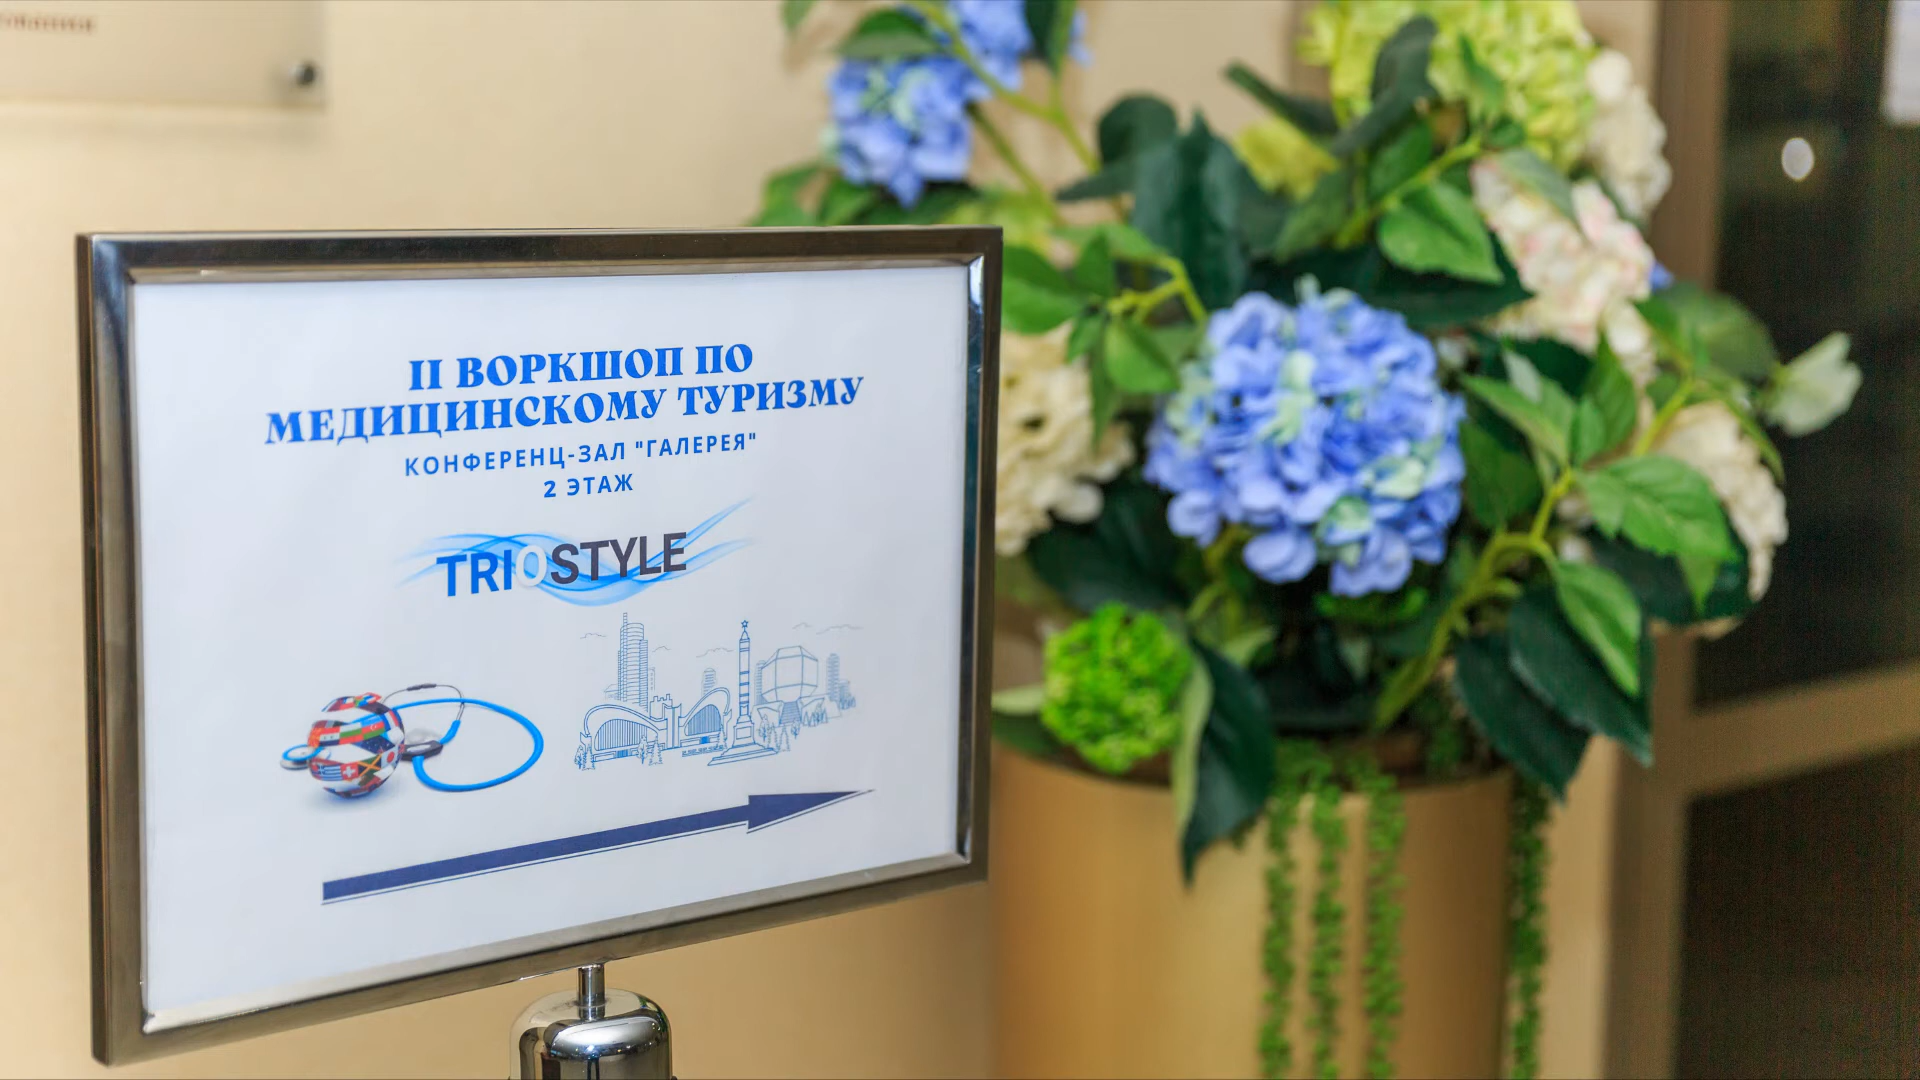 II ВОРКШОП ПО
МЕДИЦИНСКОМУ ТУРИЗМУ
КОНФЕРЕНЦ-ЗАЛ "ГАЛЕРЕЯ"
2 ЭТАЖ
TRIOSTYLE